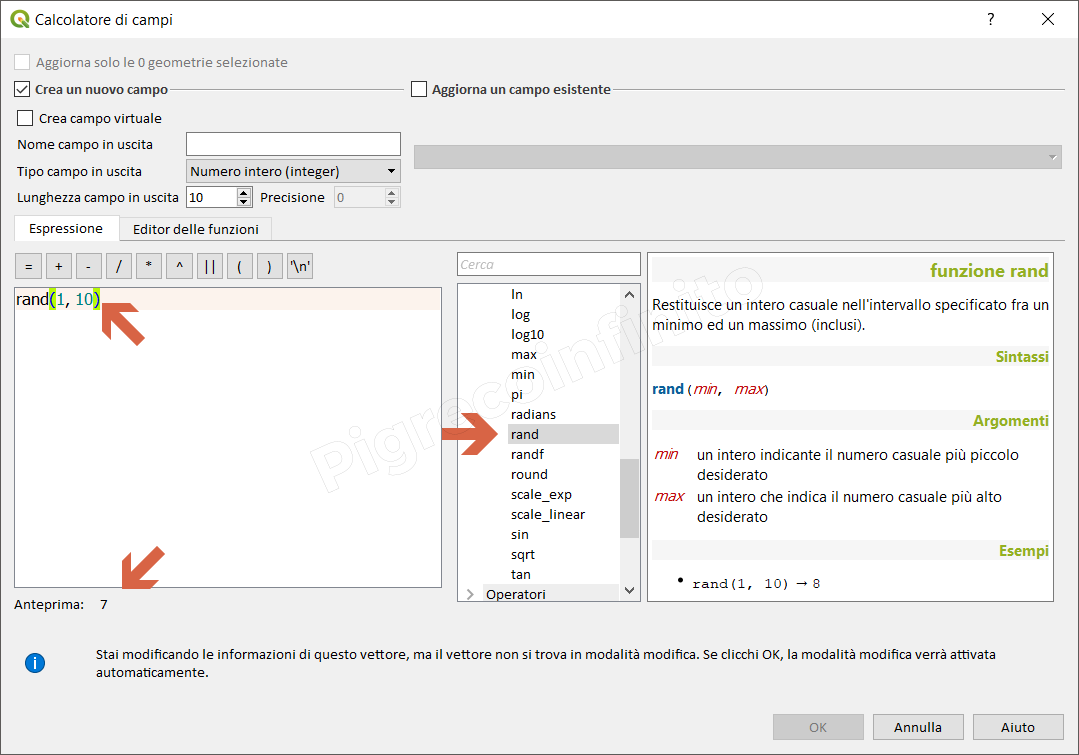 Calcolatore di campi
?
Aggiorna solo le 0 geometrie selezionate
Crea un nuovo campo
Aggiorna un campo esistente
Crea campo virtuale
Nome campo in uscita
Tipo campo in uscita
Numero intero (integer)
Lunghezza campo in uscita
10
Precisione
0
Espressione
Editor delle funzioni
= + - / * ^ || ( ) '\n'
rand(1, 10)
Anteprima: 7
Cerca
ln
log
log10
max
min
pi
radians
rand
randf
round
scale_exp
scale_linear
sin
sqrt
tan
Operatori
funzione rand
Restituisce un intero casuale nell'intervallo specificato fra un
minimo ed un massimo (inclusi).
Sintassi
rand (min, max)
Argomenti
min un intero indicante il numero casuale più piccolo
desiderato
max un intero che indica il numero casuale più alto
desiderato
Esempi
• rand(1, 10) → 8
Pigrecoinfinito
Stai modificando le informazioni di questo vettore, ma il vettore non si trova in modalità modifica. Se clicchi OK, la modalità modifica verrà attivata
automaticamente.
OK
Annulla
Aiuto